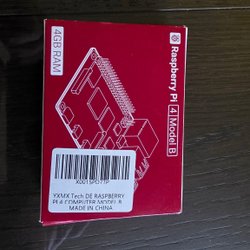 Raspberry Pi 4 Model B
4GB RAM
YXMX Tech DE RASPBERRY
PI 4 COMPUTER MODEL B
MADE IN CHINA